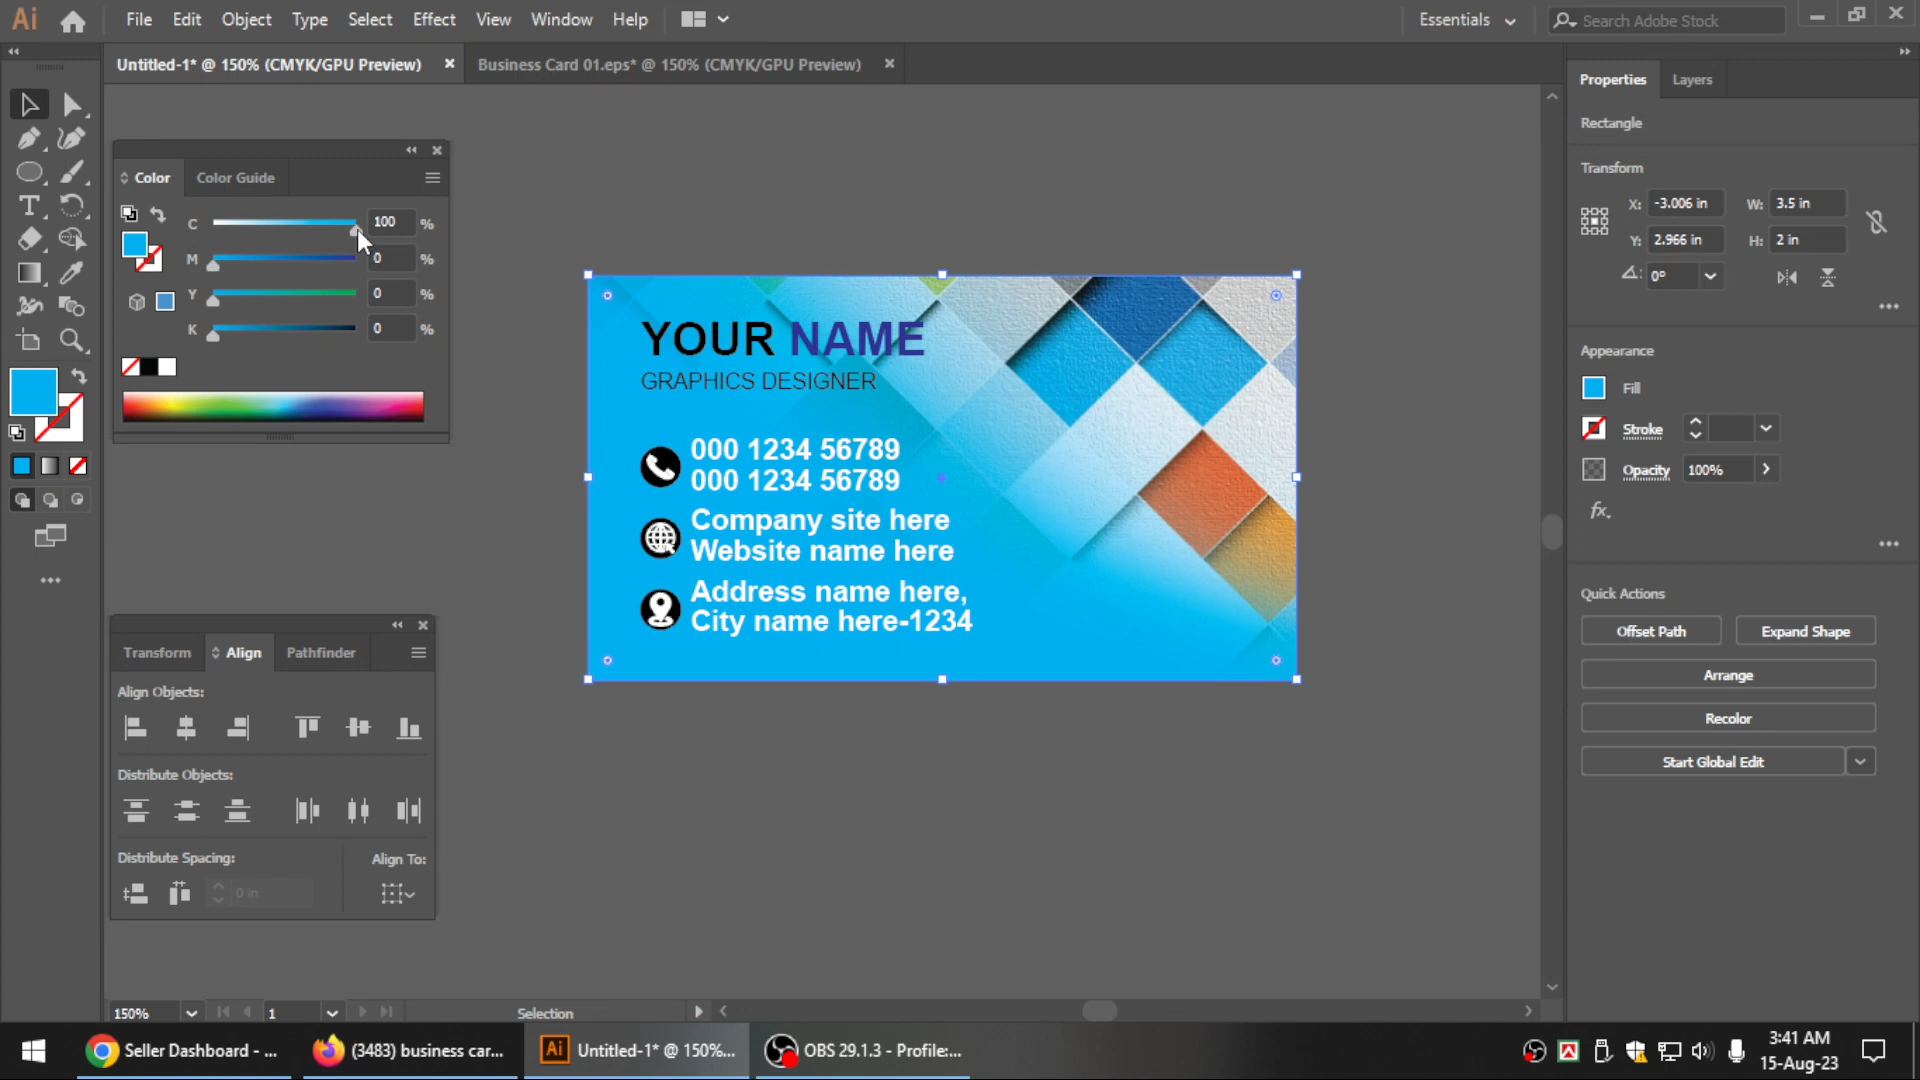 Ai File Edit Object Type Select Effect View Window Help Essentials Search Adobe Stock
Untitled-1* @ 150% (CMYK/GPU Preview) Business Card 01.eps* @ 150% (CMYK/GPU Preview)
Color Color Guide
C 100 %
M 0 %
Y 0 %
K 0 %
YOUR NAME
GRAPHICS DESIGNER
000 1234 56789
000 1234 56789
Company site here
Website name here
Address name here,
City name here-1234
Transform Align Pathfinder
Align Objects:
Distribute Objects:
Distribute Spacing: Align To:
0 in
Properties Layers
Rectangle
Transform
X: -3.006 in W: 3.5 in
Y: 2.966 in H: 2 in
0°
Appearance
Fill
Stroke
Opacity 100%
fx.
Quick Actions
Offset Path Expand Shape
Arrange
Recolor
Start Global Edit
150% 1 Selection
Seller Dashboard - ... (3483) business car... Ai Untitled-1* @ 150%... OBS 29.1.3 - Profile:...
3:41 AM
15-Aug-23